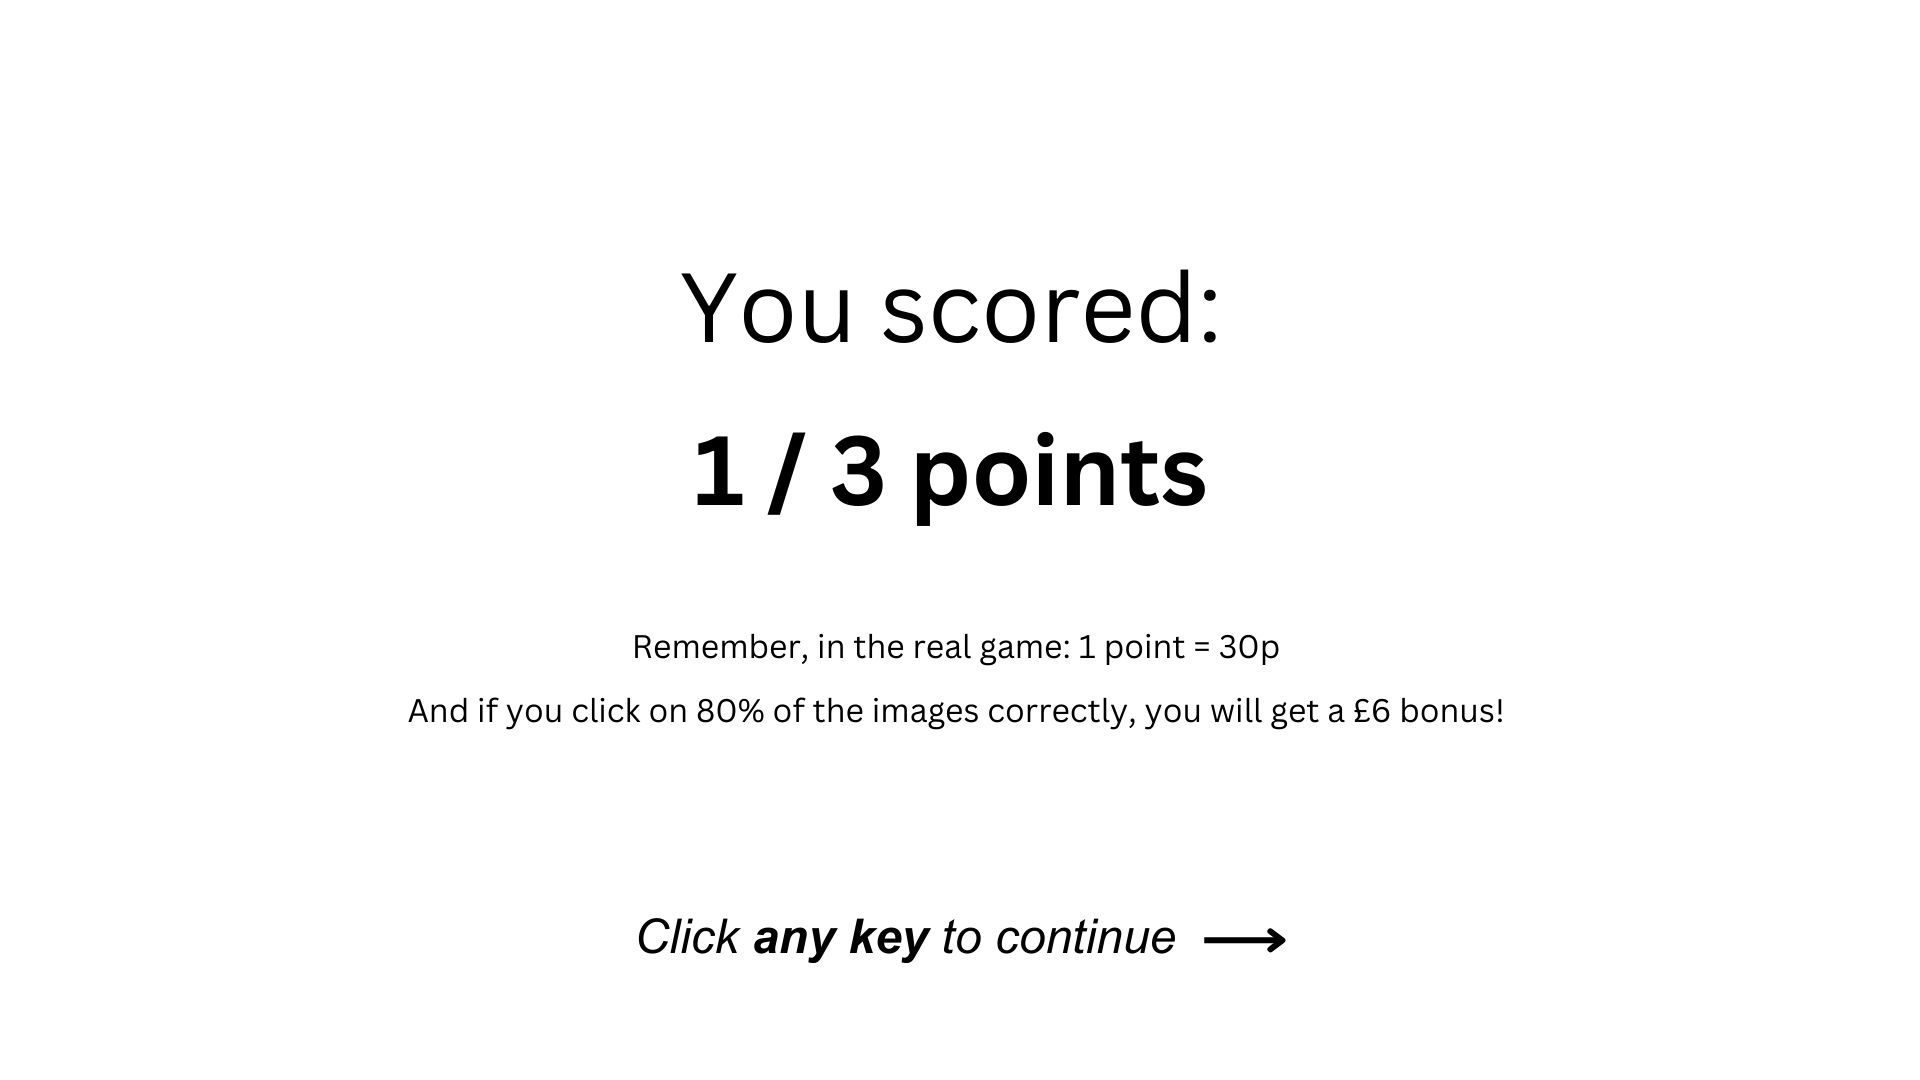 You scored:
1 / 3 points
Remember, in the real game: 1 point = 30p
And if you click on 80% of the images correctly, you will get a £6 bonus!
Click any key to continue